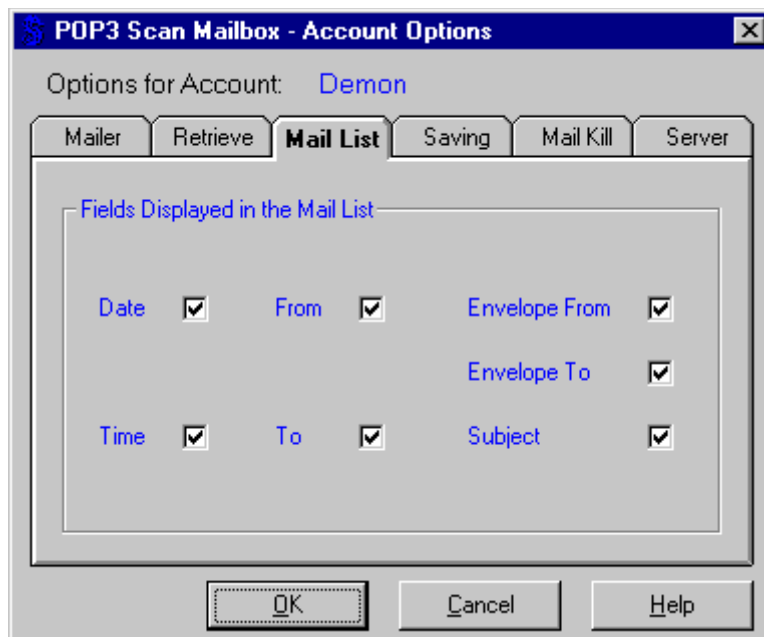 POP3 Scan Mailbox - Account Options
Options for Account: Demon
Mailer Retrieve Mail List Saving Mail Kill Server
Fields Displayed in the Mail List
Date From Envelope From
Envelope To
Time To Subject
OK Cancel Help